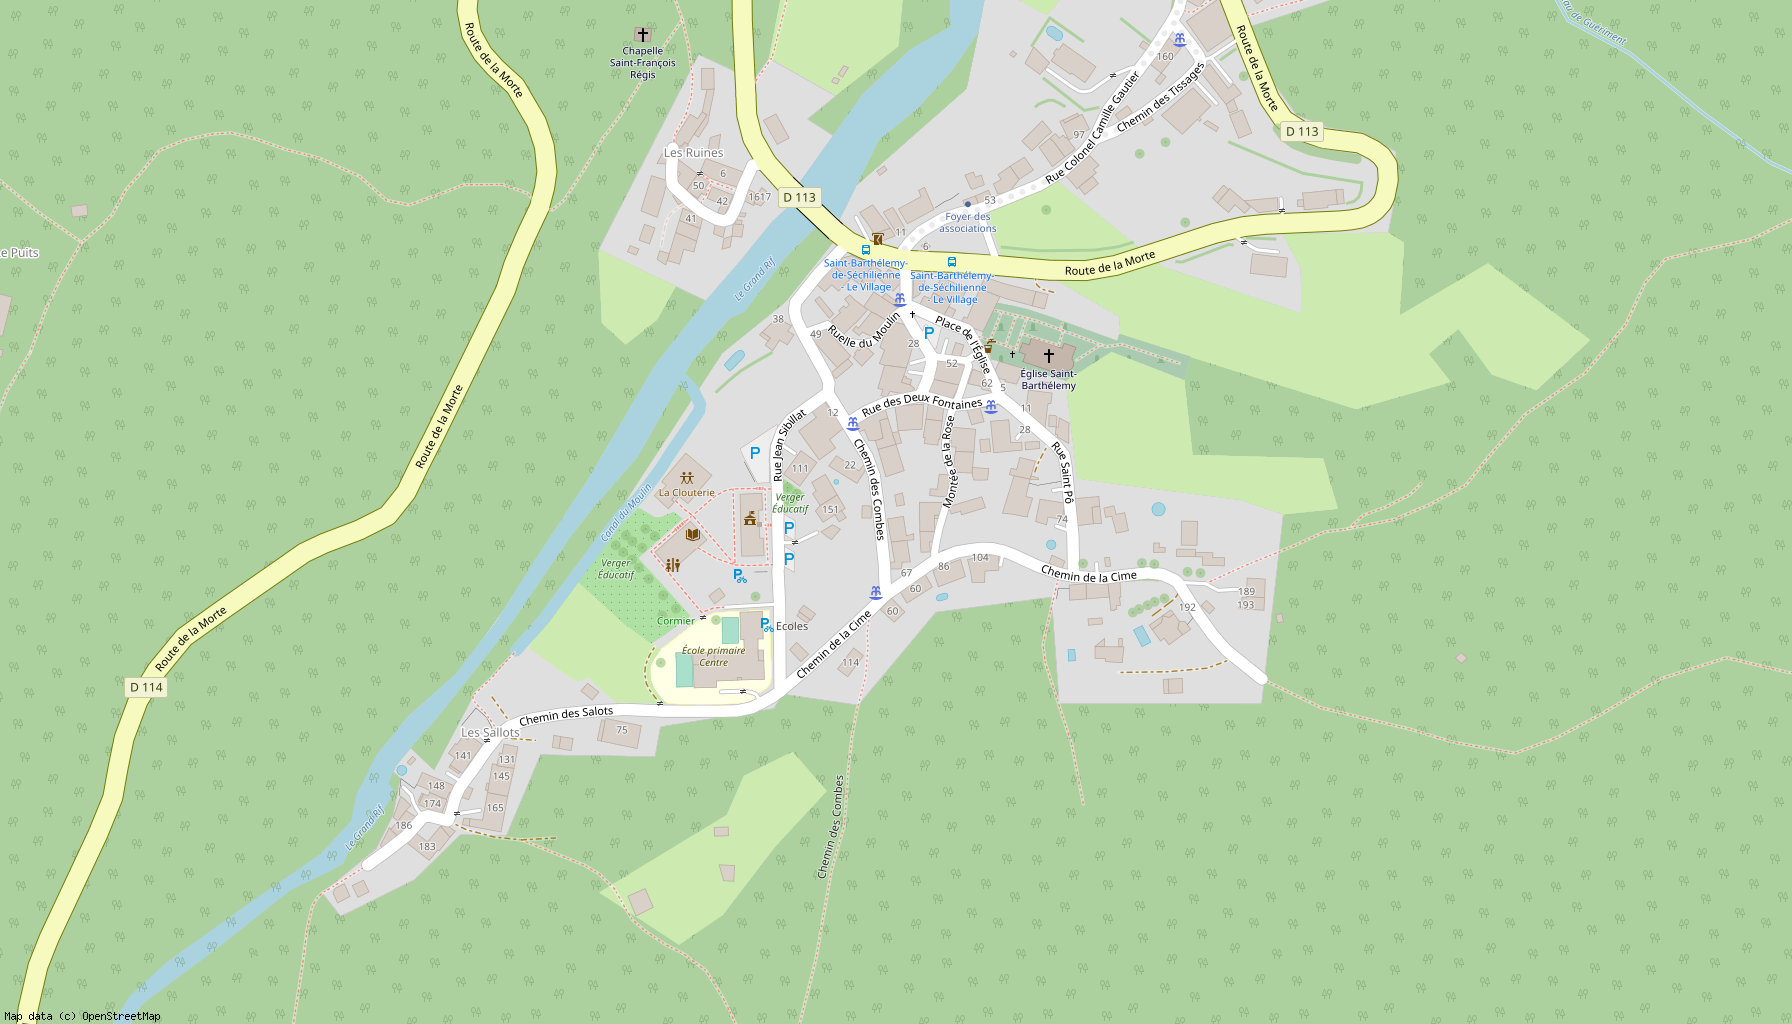 Route de la Morte
Chapelle
Saint-François
Régis
au de Guériment
Route de la Morte
160
Chemin des Tissages
Rue Colonel Camille Gautier
D 113
97
Les Ruines
6
50
42
1617
41
D 113
53
Foyer des
associations
11
6
Puits
Saint-Barthélemy-
de-Séchilienne
- Le Village
Saint-Barthélemy-
de-Séchilienne
- Le Village
Route de la Morte
Le Grand Rif
38
49
Ruelle du Moulin
Place de l'Église
28
P
52
62
5
Église Saint-
Barthélemy
Route de la Morte
12
Rue des Deux Fontaines
11
28
Rue Jean Sibillat
P
111
22
Chemin des Combes
Montée de la Rose
Rue Saint Pô
La Clouterie
Verger
Éducatif
151
74
Canal du Moulin
P
P
P
Verger
Éducatif
67
86
104
Chemin de la Cime
60
60
189
193
192
Cormier
P
Ecoles
École primaire
Centre
Chemin de la Cime
114
Route de la Morte
D 114
Chemin des Salots
75
Les Sallots
141
131
145
148
174
165
186
183
Le Grand Rif
Chemin des Combes
Map data (c) OpenStreetMap